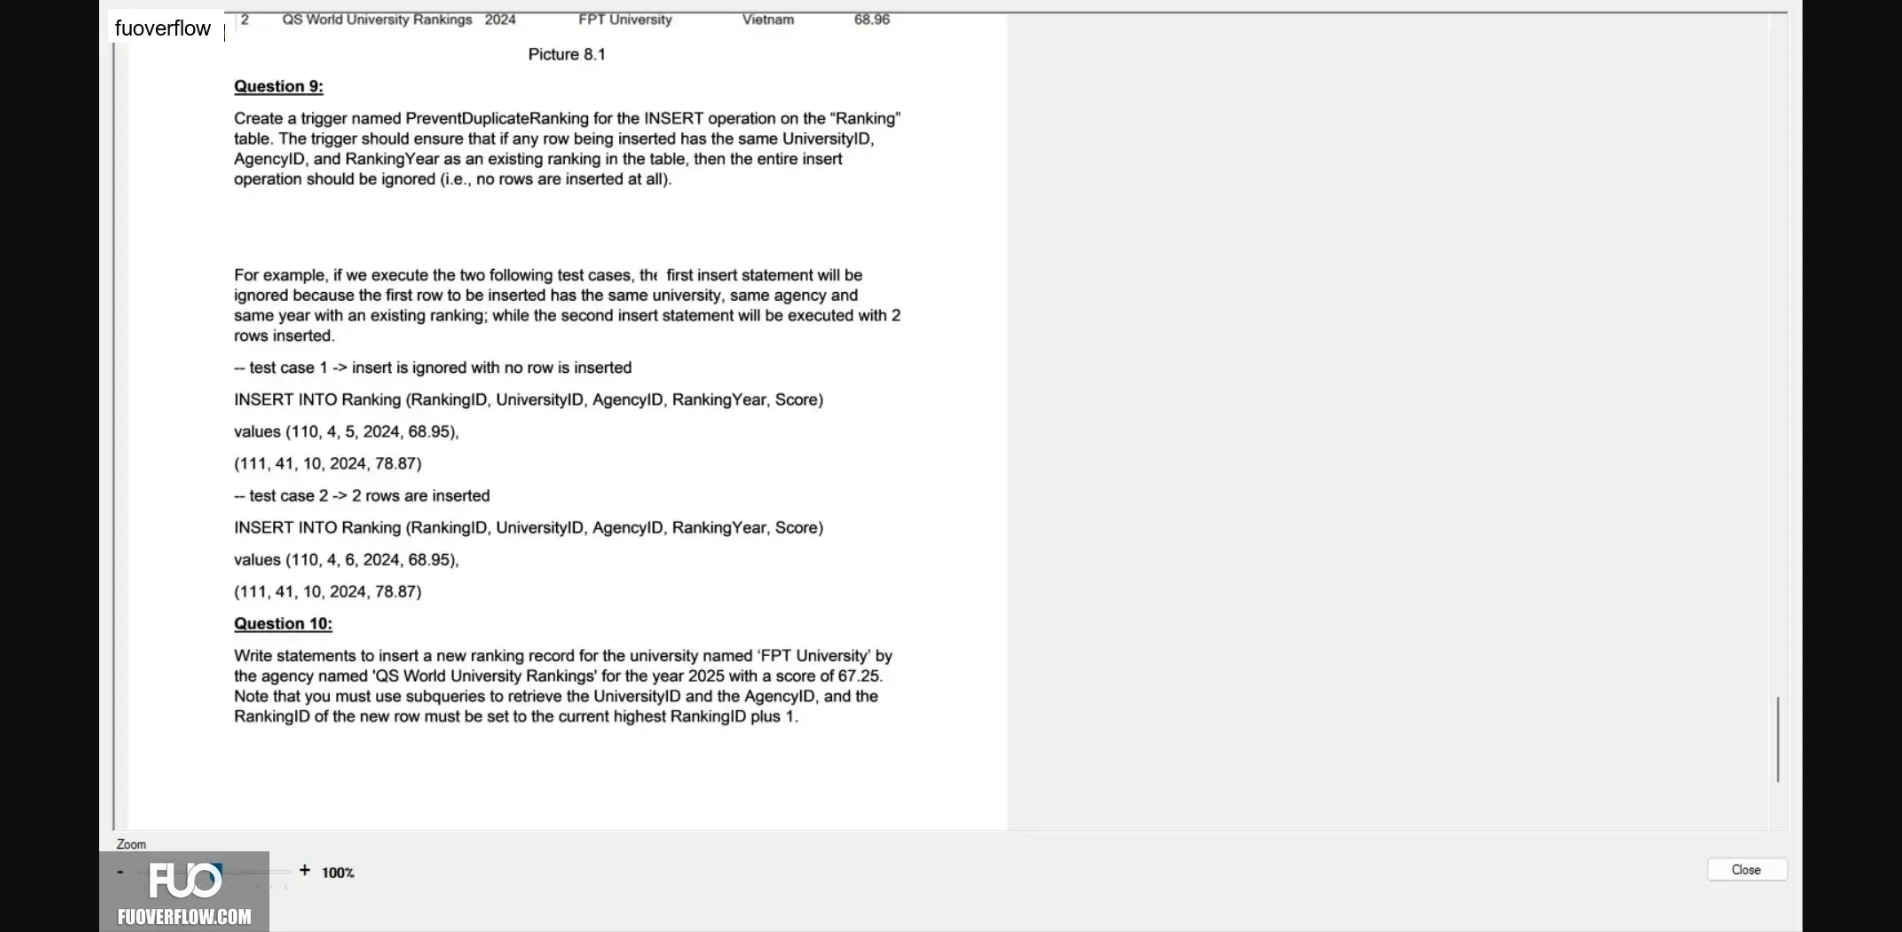 fuoverflow
2 QS World University Rankings 2024 FPT University Vietnam 68.96
Picture 8.1
Question 9:
Create a trigger named PreventDuplicateRanking for the INSERT operation on the “Ranking”
table. The trigger should ensure that if any row being inserted has the same UniversityID,
AgencyID, and RankingYear as an existing ranking in the table, then the entire insert
operation should be ignored (i.e., no rows are inserted at all).
For example, if we execute the two following test cases, the first insert statement will be
ignored because the first row to be inserted has the same university, same agency and
same year with an existing ranking; while the second insert statement will be executed with 2
rows inserted.
-- test case 1 -> insert is ignored with no row is inserted
INSERT INTO Ranking (RankingID, UniversityID, AgencyID, RankingYear, Score)
values (110, 4, 5, 2024, 68.95),
(111, 41, 10, 2024, 78.87)
-- test case 2 -> 2 rows are inserted
INSERT INTO Ranking (RankingID, UniversityID, AgencyID, RankingYear, Score)
values (110, 4, 6, 2024, 68.95),
(111, 41, 10, 2024, 78.87)
Question 10:
Write statements to insert a new ranking record for the university named ‘FPT University’ by
the agency named 'QS World University Rankings' for the year 2025 with a score of 67.25.
Note that you must use subqueries to retrieve the UniversityID and the AgencyID, and the
RankingID of the new row must be set to the current highest RankingID plus 1.
Zoom
- + 100%
Close
FUO
FUOVERFLOW.COM